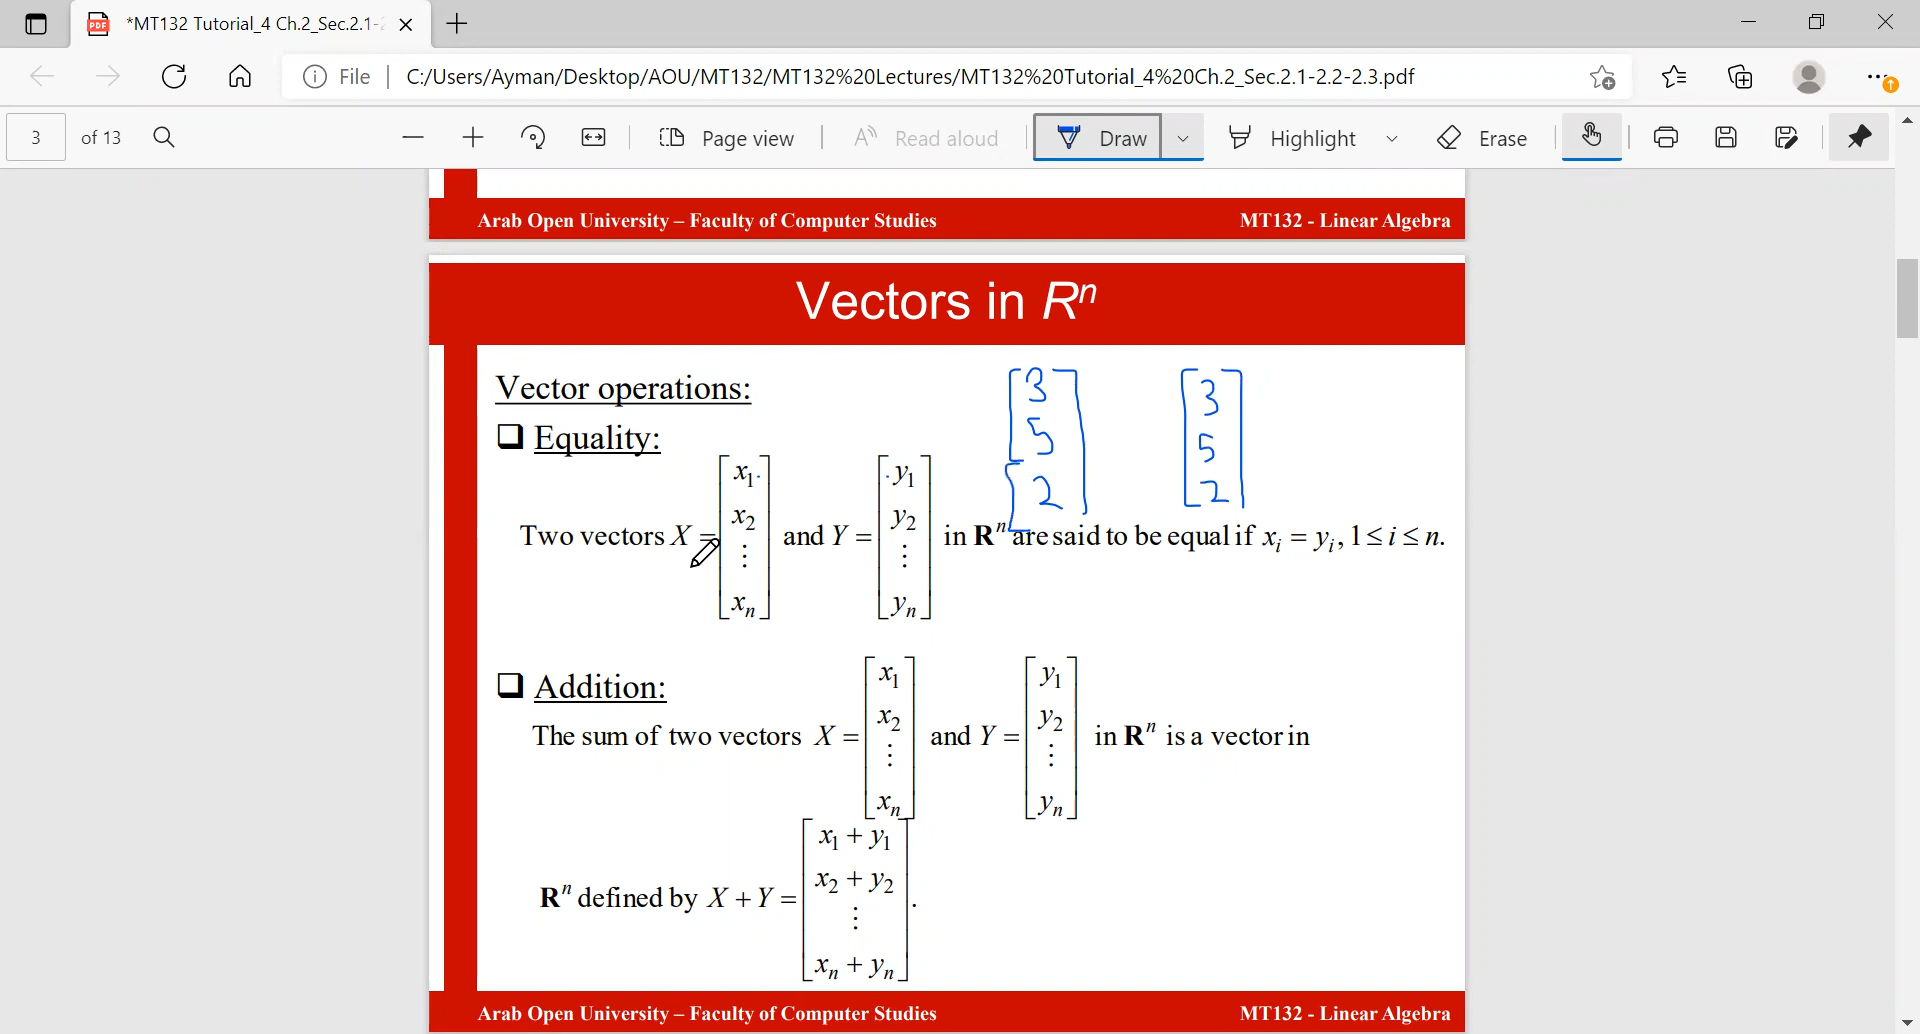 *MT132 Tutorial_4 Ch.2_Sec.2.1-2
File C:/Users/Ayman/Desktop/AOU/MT132/MT132%20Lectures/MT132%20Tutorial_4%20Ch.2_Sec.2.1-2.2-2.3.pdf
3 of 13 Page view Read aloud Draw Highlight Erase
Arab Open University – Faculty of Computer Studies MT132 - Linear Algebra
Vectors in Rⁿ
Vector operations:
3 3
5 5
2 2
❑ Equality:
Two vectors X = [x₁ x₂ ⋮ xₙ] and Y = [y₁ y₂ ⋮ yₙ] in Rⁿ are said to be equal if xᵢ = yᵢ, 1 ≤ i ≤ n.
❑ Addition:
The sum of two vectors X = [x₁ x₂ ⋮ xₙ] and Y = [y₁ y₂ ⋮ yₙ] in Rⁿ is a vector in
Rⁿ defined by X + Y = [x₁ + y₁ x₂ + y₂ ⋮ xₙ + yₙ].
Arab Open University – Faculty of Computer Studies MT132 - Linear Algebra